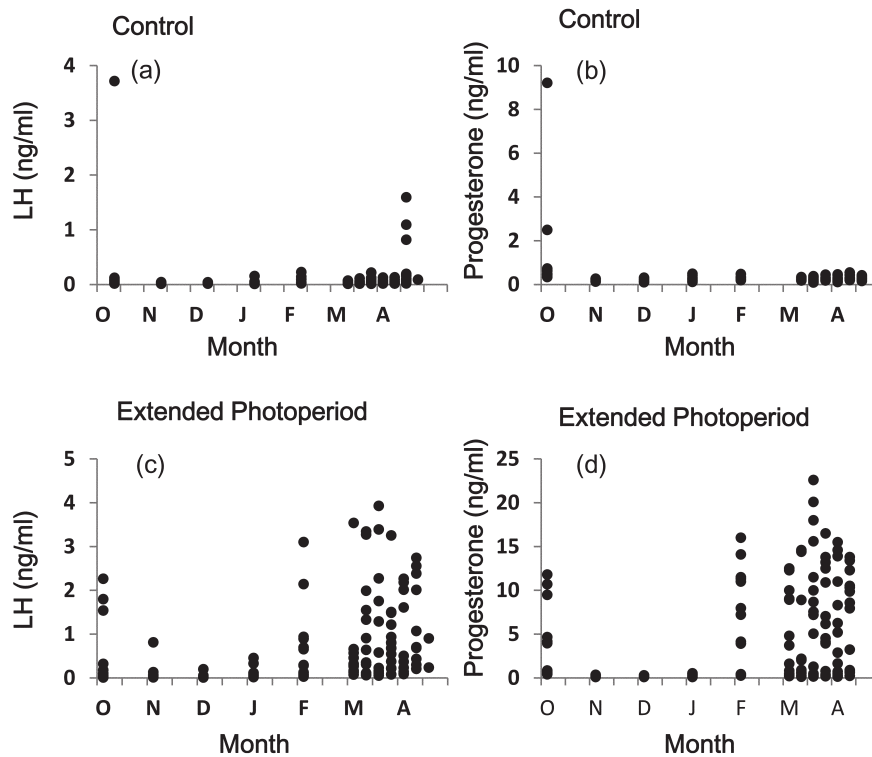 Control
(a)
LH (ng/ml)
4
3
2
1
0
O N D J F M A
Month
Control
(b)
Progesterone (ng/ml)
10
8
6
4
2
0
O N D J F M A
Month
Extended Photoperiod
(c)
LH (ng/ml)
5
4
3
2
1
0
O N D J F M A
Month
Extended Photoperiod
(d)
Progesterone (ng/ml)
25
20
15
10
5
0
O N D J F M A
Month